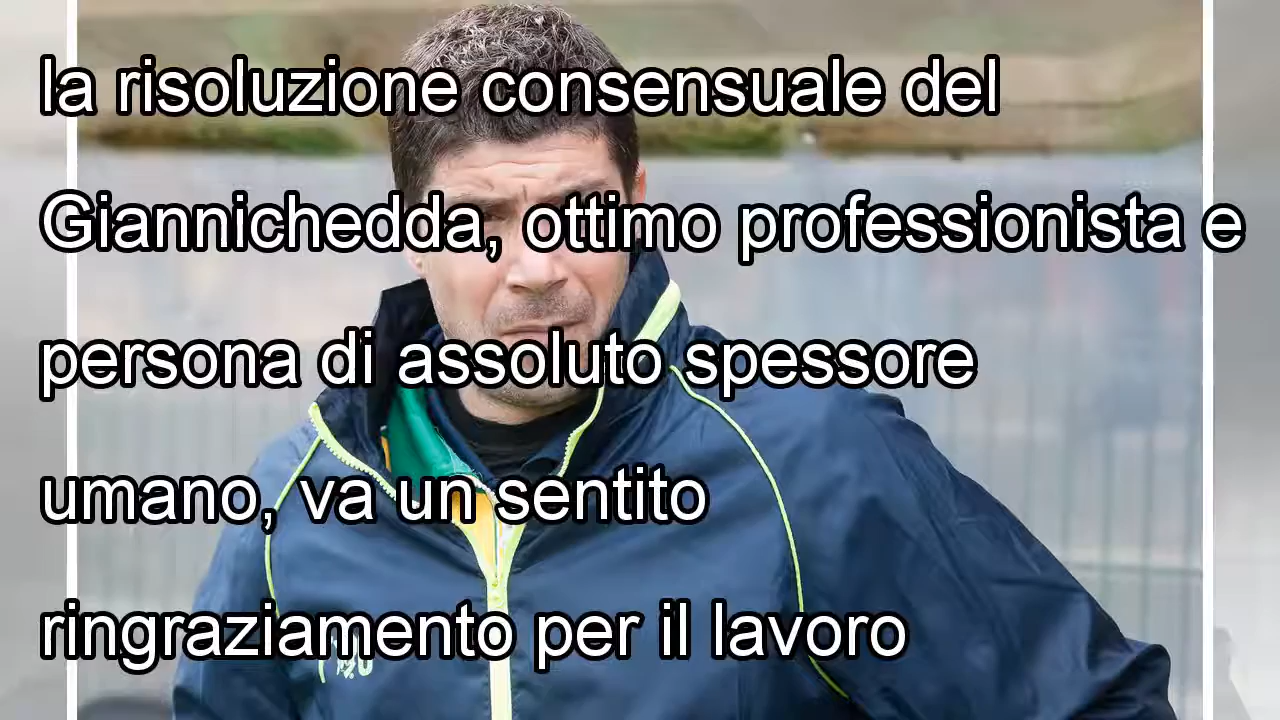 la risoluzione consensuale del
Giannichedda, ottimo professionista e
persona di assoluto spessore
umano, va un sentito
ringraziamento per il lavoro